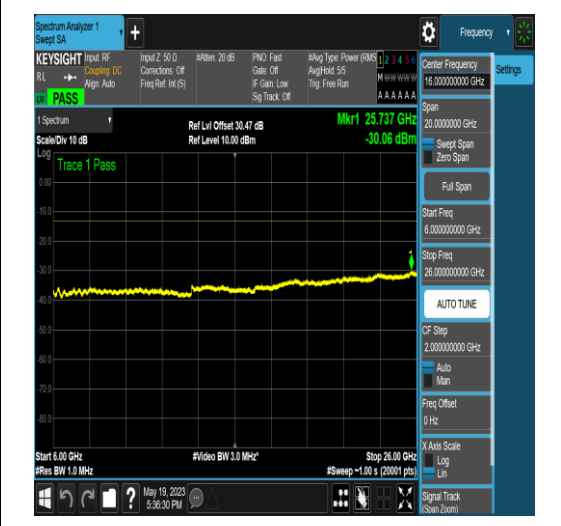 Spectrum Analyzer 1
Swept SA
+
Frequency
KEYSIGHT
RL
PASS
Input: RF
Coupling: DC
Align: Auto
Input Z: 50 Ω
Corrections: Off
Freq Ref: Int (S)
#Atten: 20 dB
PNO: Fast
Gate: Off
IF Gain: Low
Sig Track: Off
#Avg Type: Power (RMS
Avg|Hold: 5/5
Trig: Free Run
1 2 3 4 5 6
M w w w w w
A A A A A A
1 Spectrum
Scale/Div 10 dB
Ref Lvl Offset 30.47 dB
Ref Level 10.00 dBm
Mkr1 25.737 GHz
-30.06 dBm
Log
Trace 1 Pass
0.00
-10.0
-20.0
-30.0
-40.0
-50.0
-60.0
-70.0
-80.0
1
Start 6.00 GHz
#Res BW 1.0 MHz
#Video BW 3.0 MHz*
Stop 26.00 GHz
#Sweep ~1.00 s (20001 pts)
?
May 19, 2023
5:36:30 PM
Center Frequency
16.000000000 GHz
Settings
Span
20.0000000 GHz
Swept Span
Zero Span
Full Span
Start Freq
6.000000000 GHz
Stop Freq
26.000000000 GHz
AUTO TUNE
CF Step
2.000000000 GHz
Auto
Man
Freq Offset
0 Hz
X Axis Scale
Log
Lin
Signal Track
(Span Zoom)